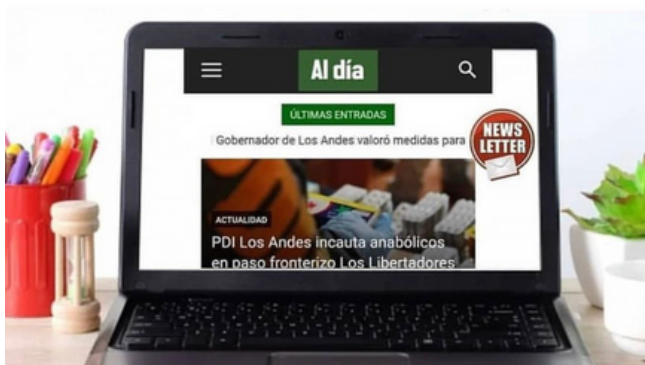 Al día
ÚLTIMAS ENTRADAS
Gobernador de Los Andes valoró medidas para
NEWS
LETTER
ACTUALIDAD
PDI Los Andes incauta anabólicos
en paso fronterizo Los Libertadores